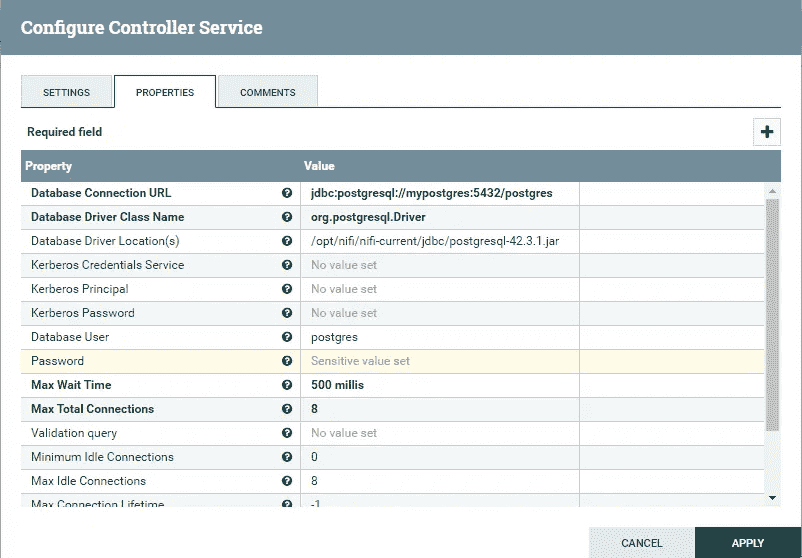 Configure Controller Service
SETTINGS PROPERTIES COMMENTS
Required field
Property Value
Database Connection URL jdbc:postgresql://mypostgres:5432/postgres
Database Driver Class Name org.postgresql.Driver
Database Driver Location(s) /opt/nifi/nifi-current/jdbc/postgresql-42.3.1.jar
Kerberos Credentials Service No value set
Kerberos Principal No value set
Kerberos Password No value set
Database User postgres
Password Sensitive value set
Max Wait Time 500 millis
Max Total Connections 8
Validation query No value set
Minimum Idle Connections 0
Max Idle Connections 8
Max Connection Lifetime -1
CANCEL APPLY